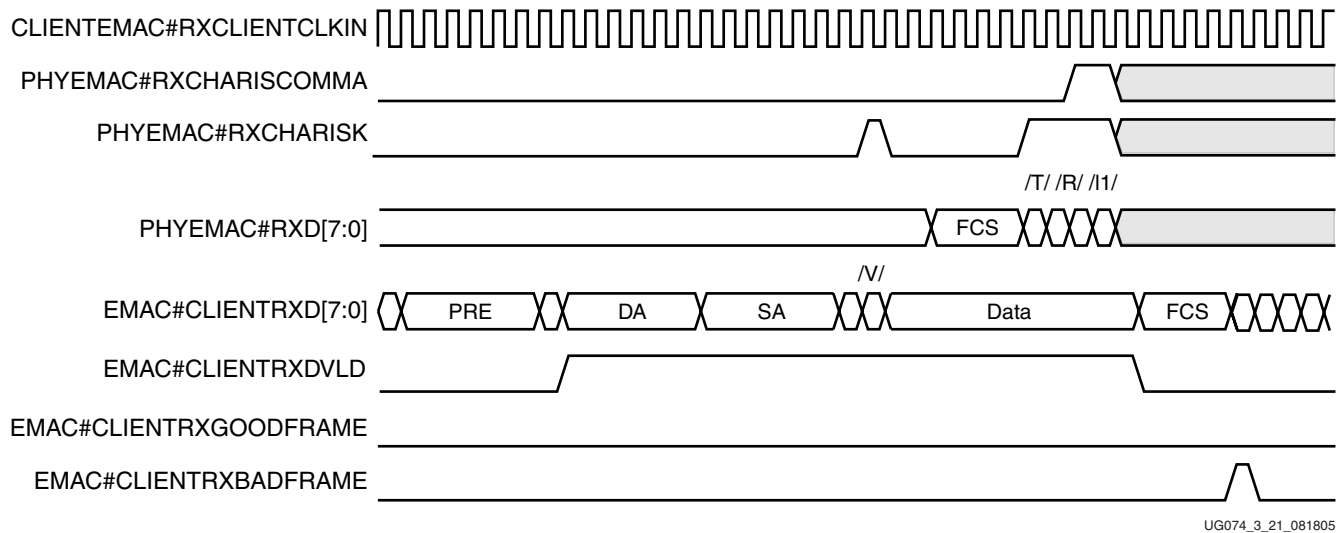 CLIENTEMAC#RXCLIENTCLKIN
PHYEMAC#RXCHARISCOMMA
PHYEMAC#RXCHARISK
/T/ /R/ /I1/
PHYEMAC#RXD[7:0] FCS
/V/
EMAC#CLIENTRXD[7:0] PRE DA SA Data FCS
EMAC#CLIENTRXDVLD
EMAC#CLIENTRXGOODFRAME
EMAC#CLIENTRXBADFRAME
UG074_3_21_081805